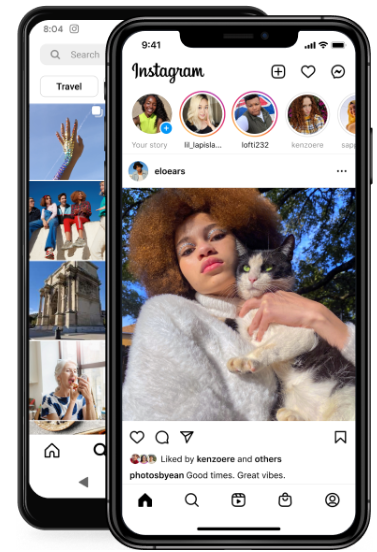 8:04
Search
Travel
9:41
Instagram
Your story
lil_lapisla...
lofti232
kenzoere
sapp
eloears
Liked by kenzoere and others
photosbyean Good times. Great vibes.